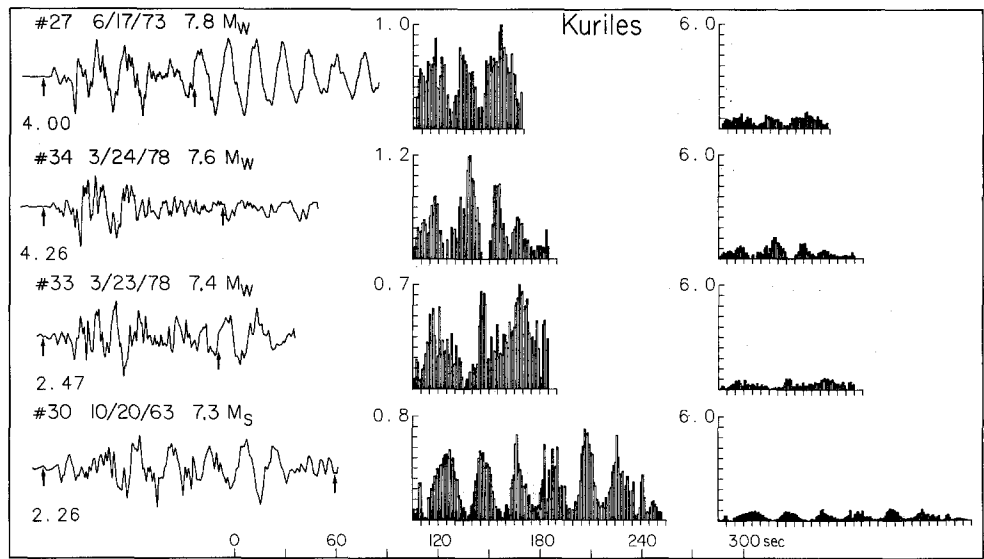 #27 6/17/73 7.8 MW
1.0
Kuriles
6.0
4.00
#34 3/24/78 7.6 MW
1.2
6.0
4.26
#33 3/23/78 7.4 MW
0.7
6.0
2.47
#30 10/20/63 7.3 MS
0.8
6.0
2.26
0 60 120 180 240 300 sec